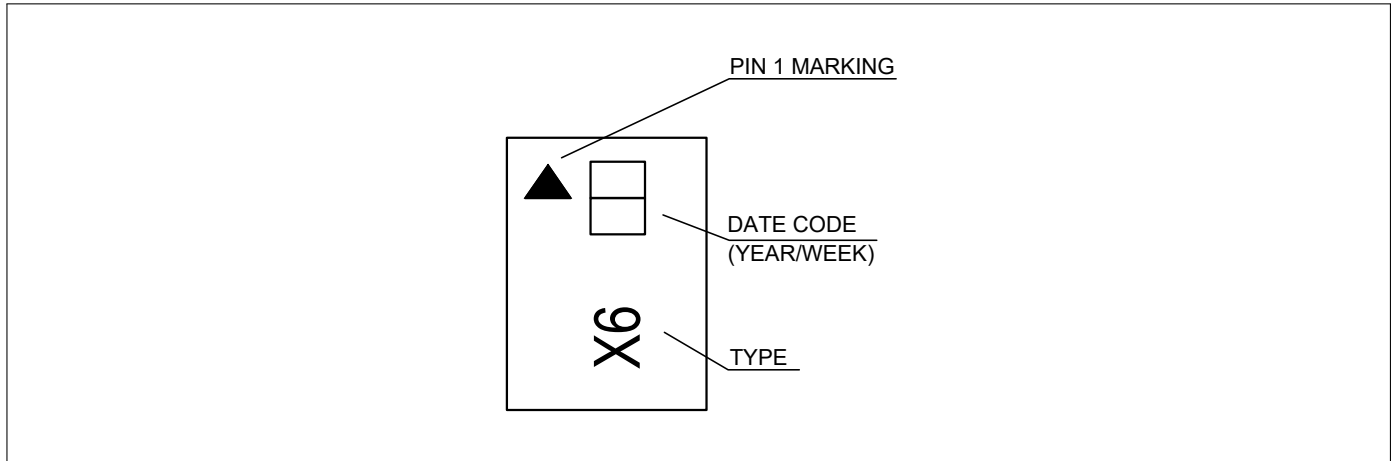 PIN 1 MARKING
DATE CODE
(YEAR/WEEK)
X6
TYPE